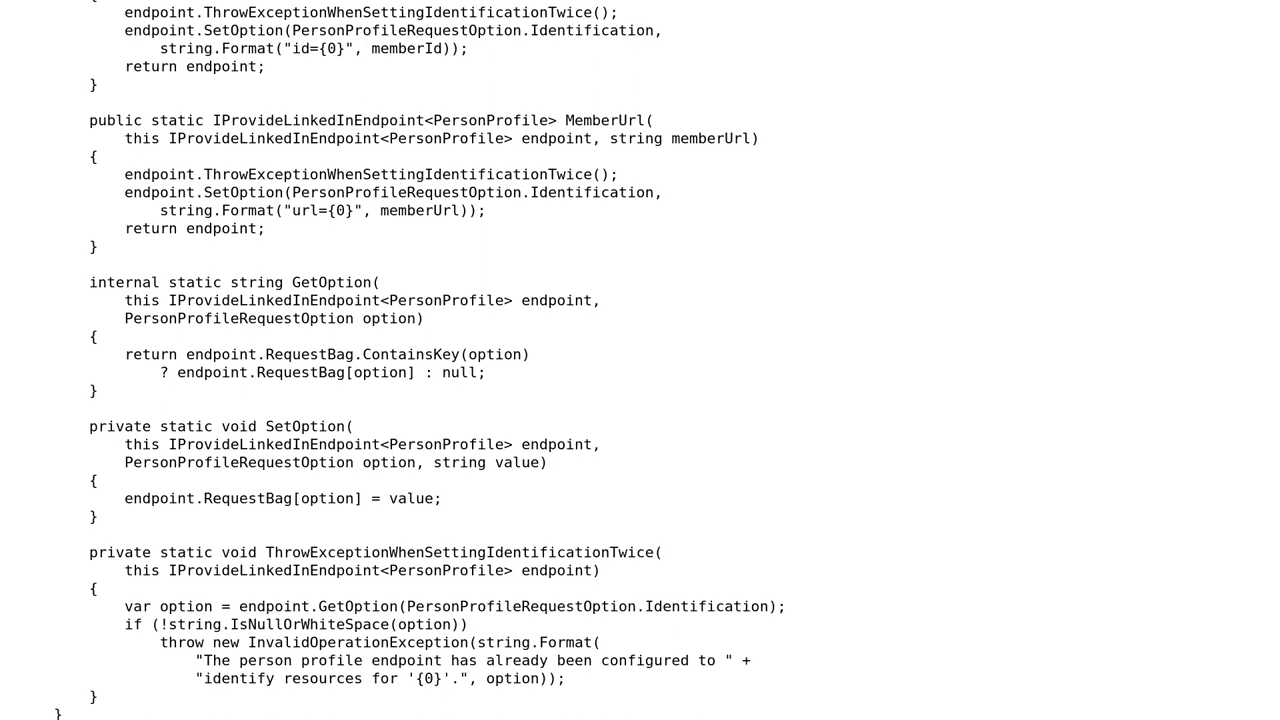 {
endpoint.ThrowExceptionWhenSettingIdentificationTwice();
endpoint.SetOption(PersonProfileRequestOption.Identification,
string.Format("id={0}", memberId));
return endpoint;
}
public static IProvideLinkedInEndpoint<PersonProfile> MemberUrl(
this IProvideLinkedInEndpoint<PersonProfile> endpoint, string memberUrl)
{
endpoint.ThrowExceptionWhenSettingIdentificationTwice();
endpoint.SetOption(PersonProfileRequestOption.Identification,
string.Format("url={0}", memberUrl));
return endpoint;
}
internal static string GetOption(
this IProvideLinkedInEndpoint<PersonProfile> endpoint,
PersonProfileRequestOption option)
{
return endpoint.RequestBag.ContainsKey(option)
? endpoint.RequestBag[option] : null;
}
private static void SetOption(
this IProvideLinkedInEndpoint<PersonProfile> endpoint,
PersonProfileRequestOption option, string value)
{
endpoint.RequestBag[option] = value;
}
private static void ThrowExceptionWhenSettingIdentificationTwice(
this IProvideLinkedInEndpoint<PersonProfile> endpoint)
{
var option = endpoint.GetOption(PersonProfileRequestOption.Identification);
if (!string.IsNullOrWhiteSpace(option))
throw new InvalidOperationException(string.Format(
"The person profile endpoint has already been configured to " +
"identify resources for '{0}'.", option));
}
}